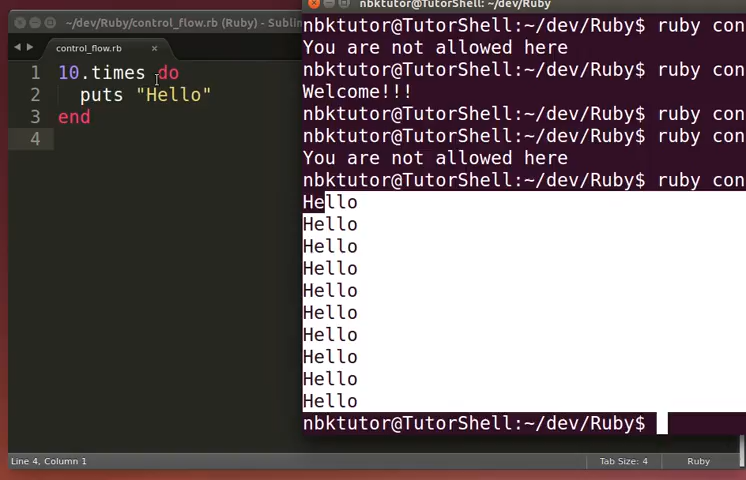 ~/dev/Ruby/control_flow.rb (Ruby) - Sublim
control_flow.rb
1 10.times do
2 puts "Hello"
3 end
4
Line 4, Column 1
nbktutor@TutorShell: ~/dev/Ruby
nbktutor@TutorShell:~/dev/Ruby$ ruby con
You are not allowed here
nbktutor@TutorShell:~/dev/Ruby$ ruby con
Welcome!!!
nbktutor@TutorShell:~/dev/Ruby$ ruby con
nbktutor@TutorShell:~/dev/Ruby$ ruby con
You are not allowed here
nbktutor@TutorShell:~/dev/Ruby$ ruby con
Hello
Hello
Hello
Hello
Hello
Hello
Hello
Hello
Hello
Hello
nbktutor@TutorShell:~/dev/Ruby$
Tab Size: 4
Ruby